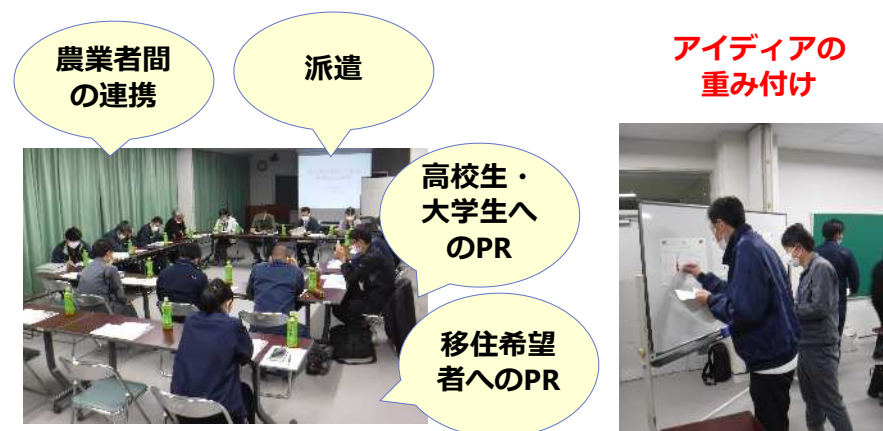 農業者間
の連携
派遣
高校生・
大学生へ
のPR
移住希望
者へのPR
アイディアの
重み付け